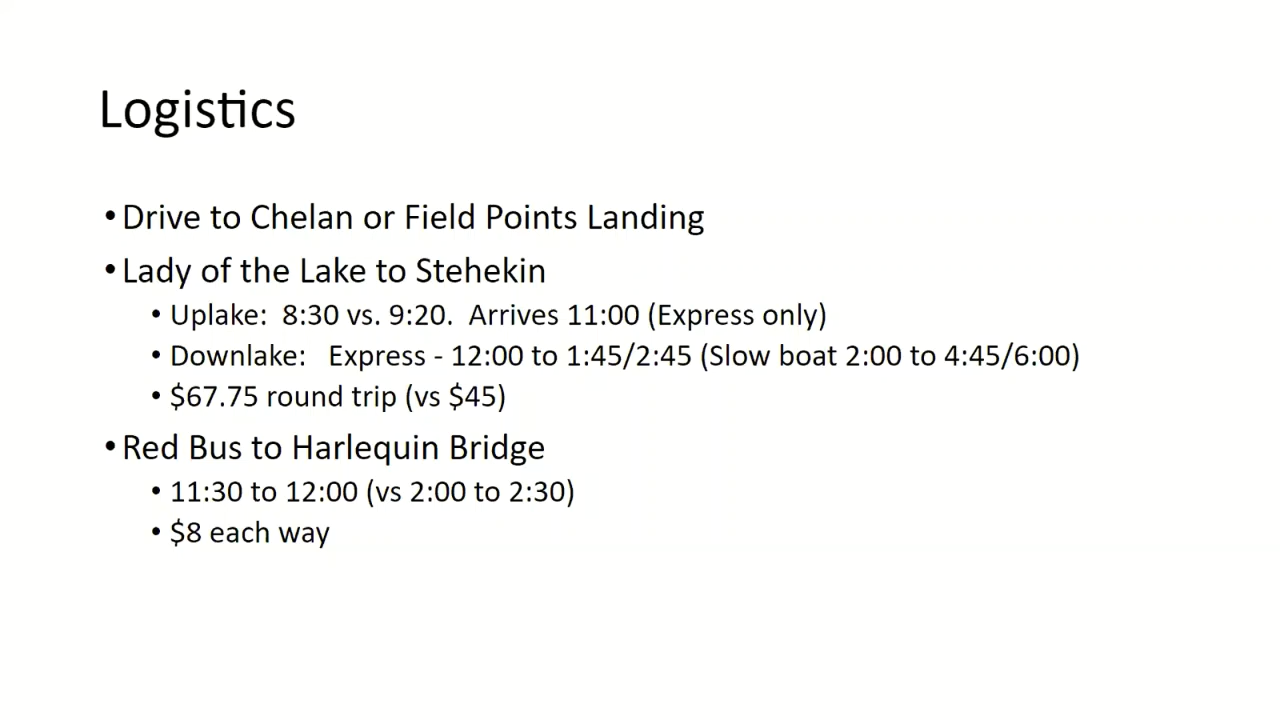 Logistics
•Drive to Chelan or Field Points Landing
•Lady of the Lake to Stehekin
• Uplake:  8:30 vs. 9:20.  Arrives 11:00 (Express only)
• Downlake:   Express - 12:00 to 1:45/2:45 (Slow boat 2:00 to 4:45/6:00)
• $67.75 round trip (vs $45)
•Red Bus to Harlequin Bridge
• 11:30 to 12:00 (vs 2:00 to 2:30)
• $8 each way